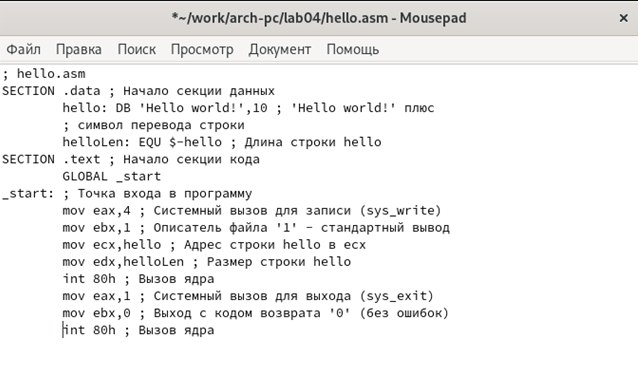 *~/work/arch-pc/lab04/hello.asm - Mousepad
Файл Правка Поиск Просмотр Документ Помощь
; hello.asm
SECTION .data ; Начало секции данных
hello: DB 'Hello world!',10 ; 'Hello world!' плюс
; символ перевода строки
helloLen: EQU $-hello ; Длина строки hello
SECTION .text ; Начало секции кода
GLOBAL _start
_start: ; Точка входа в программу
mov eax,4 ; Системный вызов для записи (sys_write)
mov ebx,1 ; Описатель файла '1' - стандартный вывод
mov ecx,hello ; Адрес строки hello в ecx
mov edx,helloLen ; Размер строки hello
int 80h ; Вызов ядра
mov eax,1 ; Системный вызов для выхода (sys_exit)
mov ebx,0 ; Выход с кодом возврата '0' (без ошибок)
int 80h ; Вызов ядра